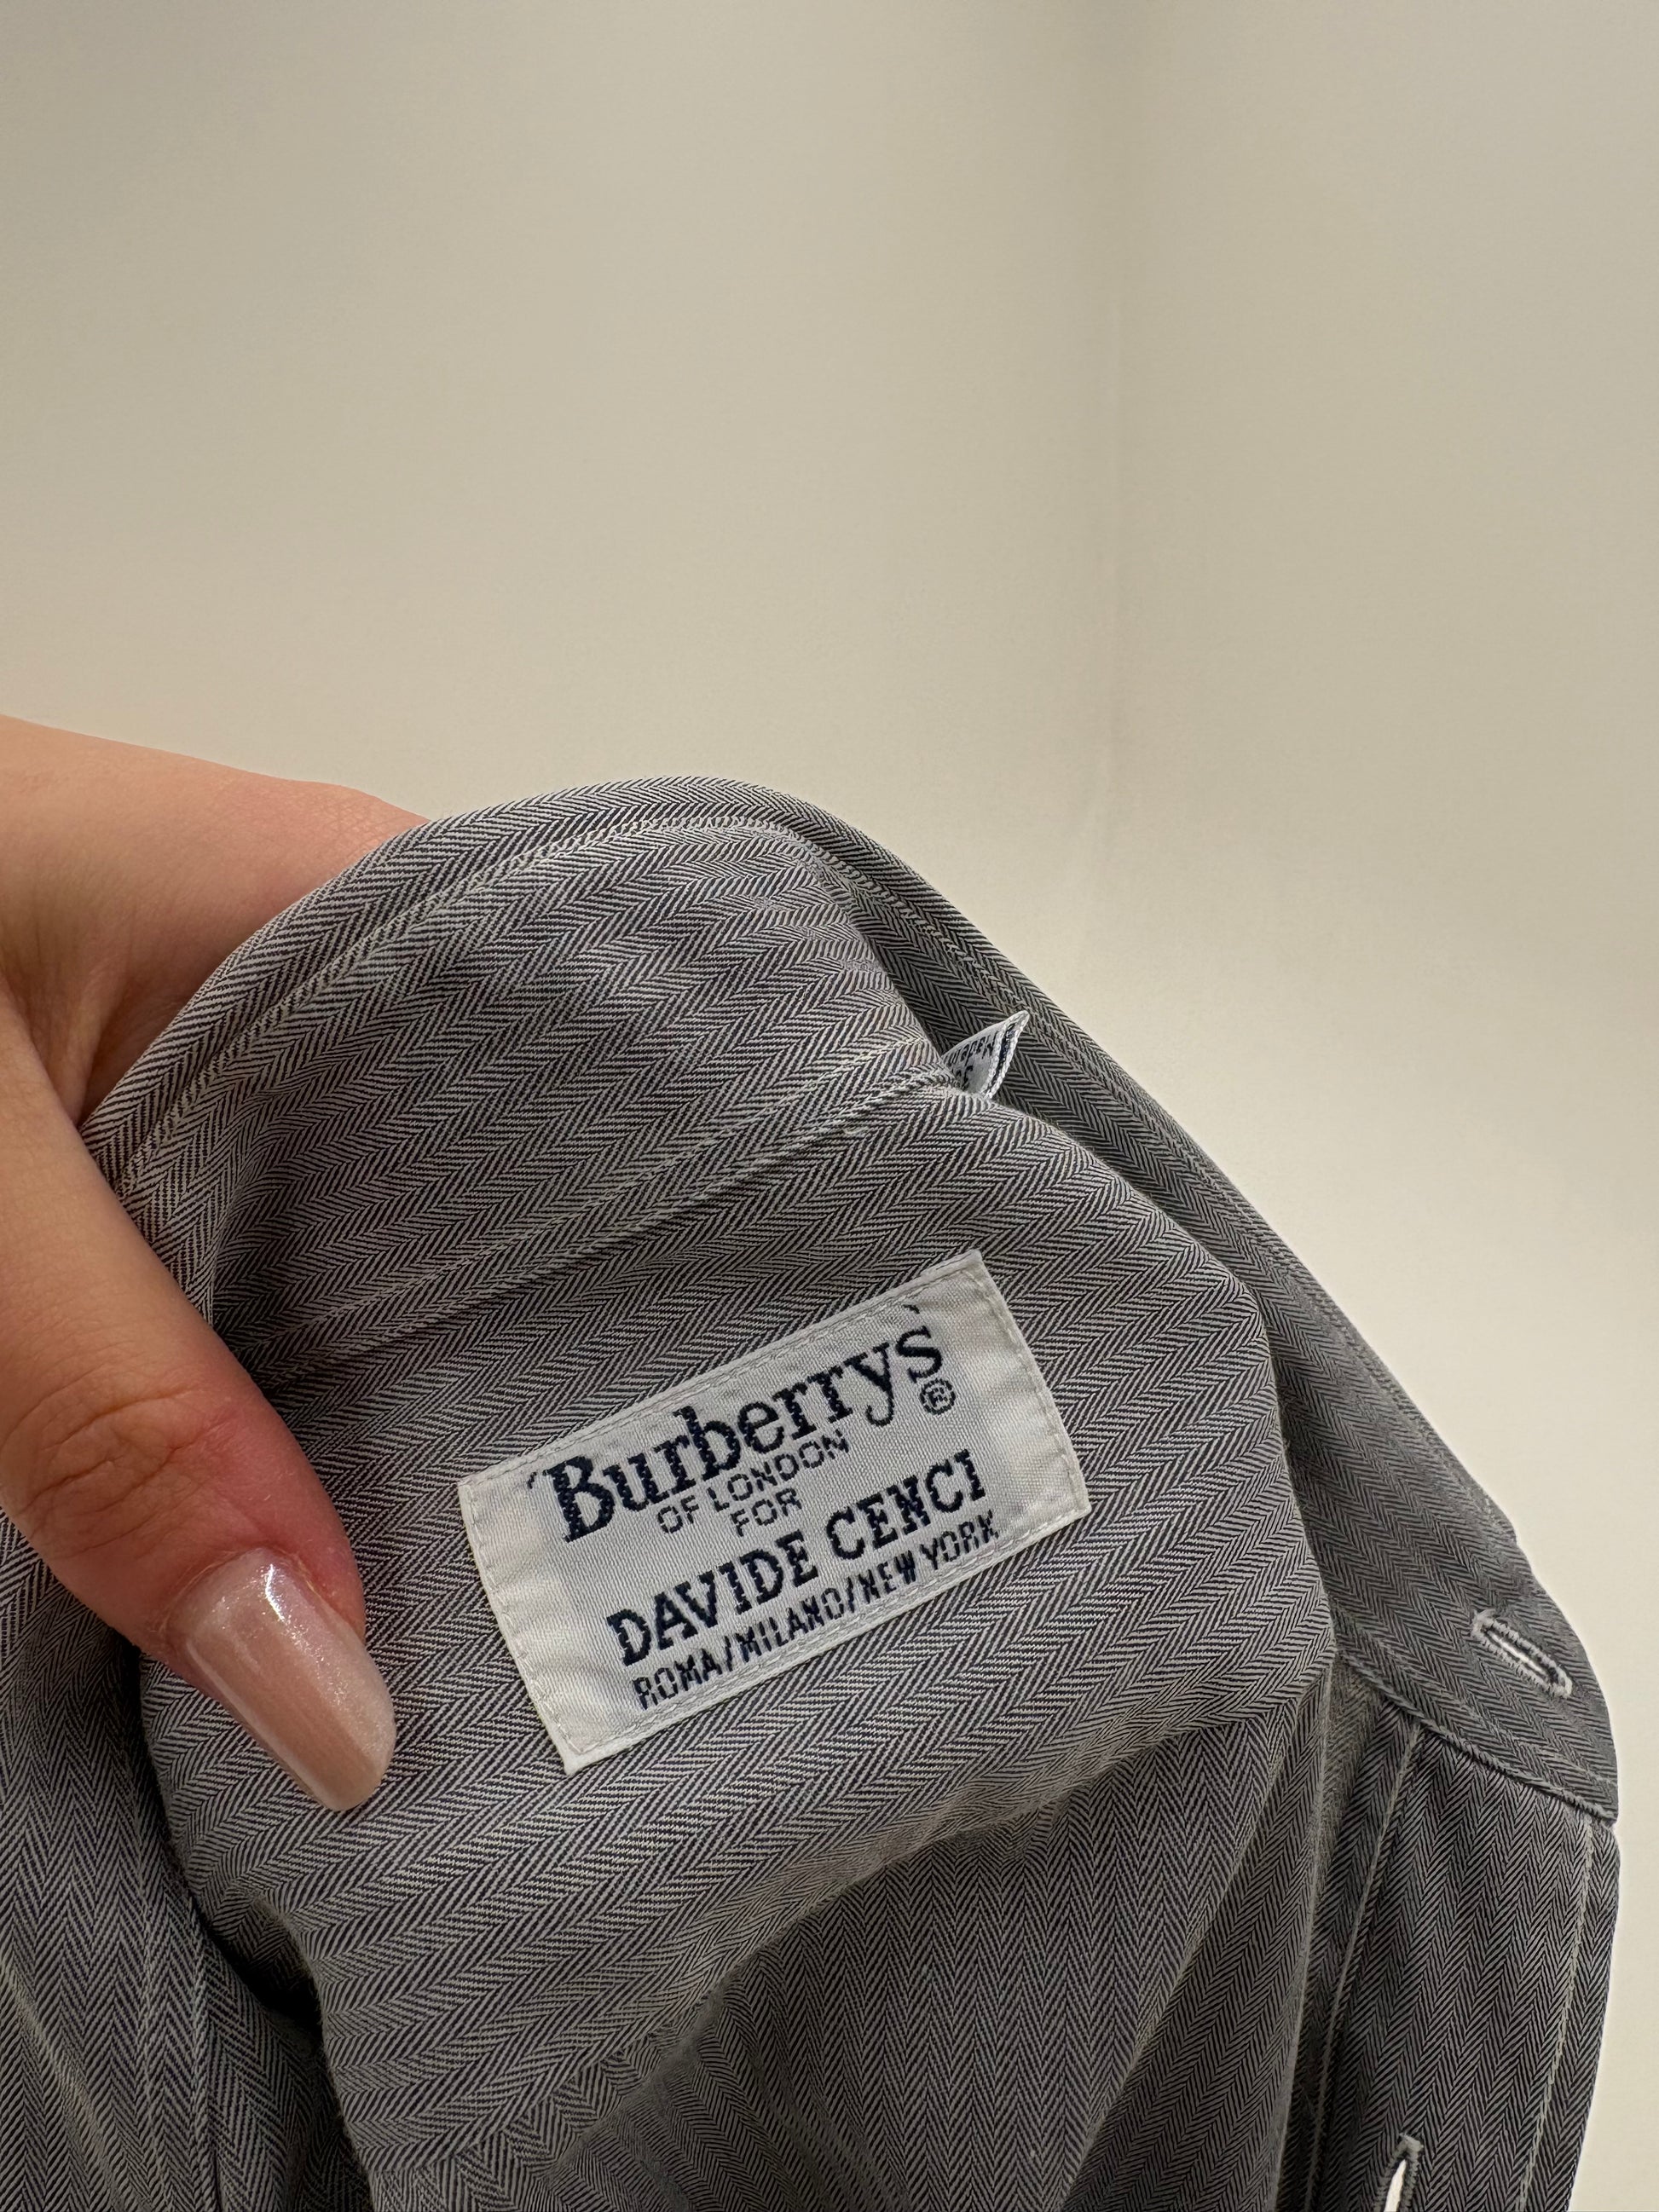 Burberrys®
OF LONDON
FOR
DAVIDE CENCI
ROMA/MILANO/NEW YORK